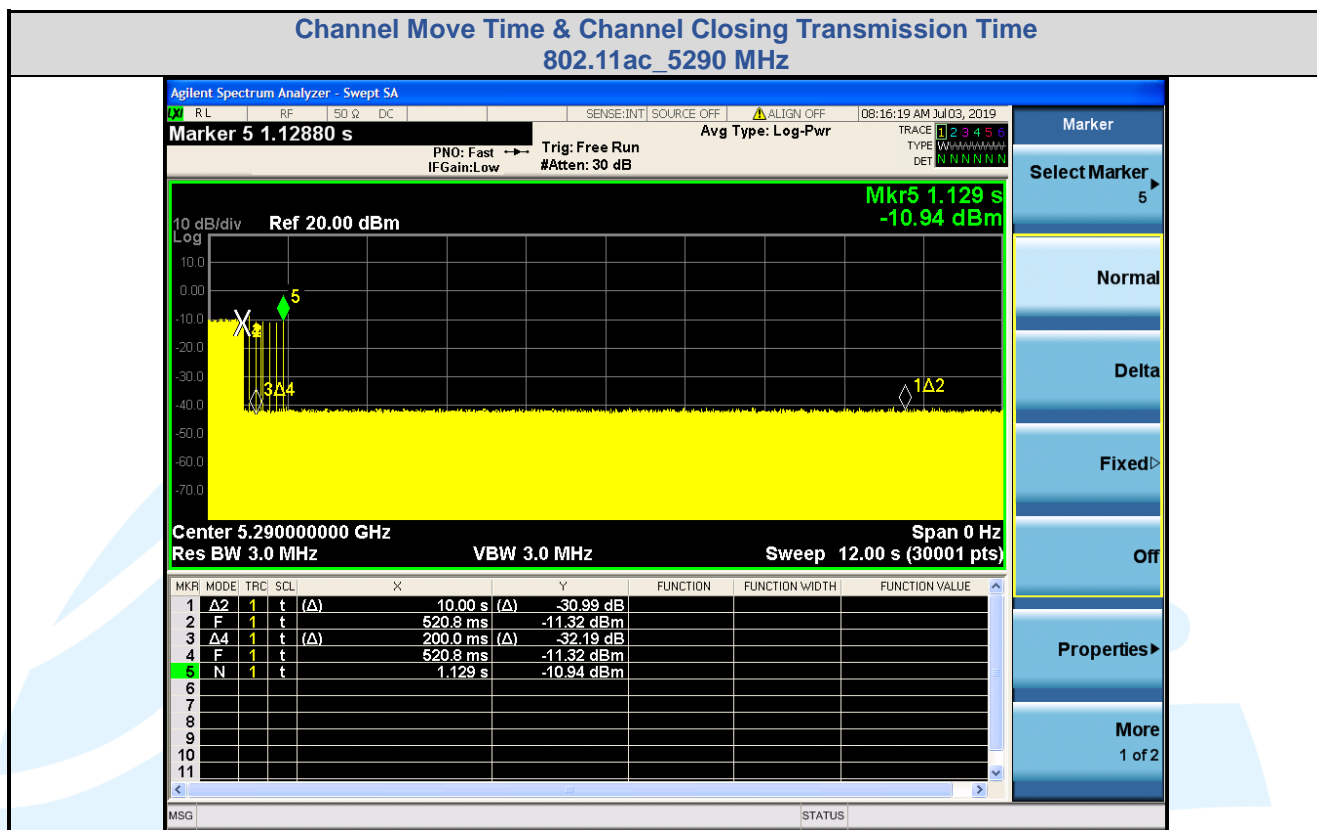 Channel Move Time & Channel Closing Transmission Time
802.11ac_5290 MHz
Agilent Spectrum Analyzer - Swept SA
LXI RL RF 50 Ω DC SENSE:INT SOURCE OFF ALIGN OFF 08:16:19 AM Jul 03, 2019
Marker 5 1.12880 s
PNO: Fast
IFGain:Low
Trig: Free Run
#Atten: 30 dB
Avg Type: Log-Pwr
TRACE 1 2 3 4 5 6
TYPE WWWWWW
DET N N N N N N
Mkr5 1.129 s
-10.94 dBm
10 dB/div Ref 20.00 dBm
Log
10.0
0.00
-10.0
-20.0
-30.0
-40.0
-50.0
-60.0
-70.0
5
3Δ4
1Δ2
Center 5.290000000 GHz Span 0 Hz
Res BW 3.0 MHz VBW 3.0 MHz Sweep 12.00 s (30001 pts)
MKR MODE TRC SCL X Y FUNCTION FUNCTION WIDTH FUNCTION VALUE
1 Δ2 1 t (Δ) 10.00 s (Δ) -30.99 dB
2 F 1 t 520.8 ms -11.32 dBm
3 Δ4 1 t (Δ) 200.0 ms (Δ) -32.19 dB
4 F 1 t 520.8 ms -11.32 dBm
5 N 1 t 1.129 s -10.94 dBm
6
7
8
9
10
11
MSG STATUS
Marker
Select Marker
5
Normal
Delta
Fixed
Off
Properties
More
1 of 2